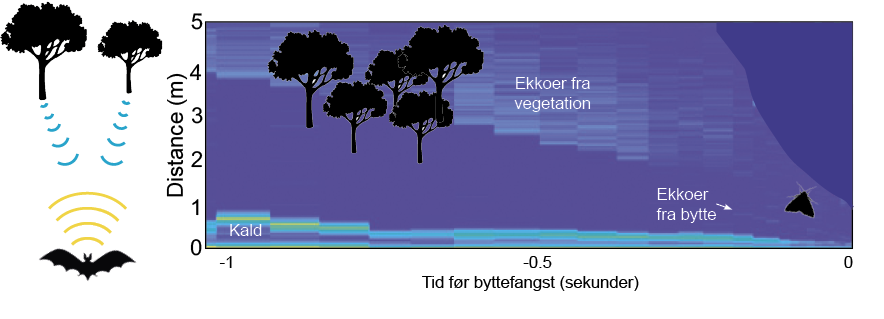 5
4
3
2
1
0
Distance (m)
Ekkoer fra
vegetation
Ekkoer
fra bytte
Kald
-1
-0.5
0
Tid før byttefangst (sekunder)